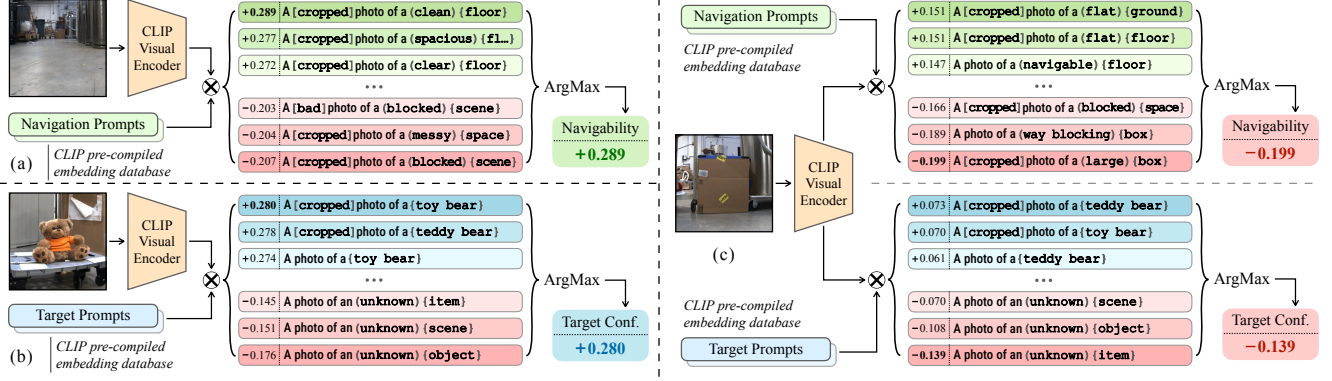 CLIP
Visual
Encoder
Navigation Prompts
(a)
CLIP pre-compiled
embedding database
+0.289 A [cropped] photo of a (clean) {floor}
+0.277 A [cropped] photo of a (spacious) {fl…}
+0.272 A [cropped] photo of a (clear) {floor}
...
−0.203 A [bad] photo of a (blocked) {scene}
−0.204 A [cropped] photo of a (messy) {space}
−0.207 A [cropped] photo of a (blocked) {scene}
ArgMax
Navigability
+0.289
CLIP
Visual
Encoder
Target Prompts
(b)
CLIP pre-compiled
embedding database
+0.280 A [cropped] photo of a {toy bear}
+0.278 A [cropped] photo of a {teddy bear}
+0.274 A photo of a {toy bear}
...
−0.145 A photo of an (unknown) {item}
−0.151 A photo of an (unknown) {scene}
−0.176 A photo of an (unknown) {object}
ArgMax
Target Conf.
+0.280
Navigation Prompts
CLIP pre-compiled
embedding database
CLIP
Visual
Encoder
(c)
+0.151 A [cropped] photo of a (flat) {ground}
+0.151 A [cropped] photo of a (flat) {floor}
+0.147 A photo of a (navigable) {floor}
...
−0.166 A [cropped] photo of a (blocked) {space}
−0.189 A photo of a (way blocking) {box}
−0.199 A [cropped] photo of a (large) {box}
ArgMax
Navigability
−0.199
CLIP pre-compiled
embedding database
Target Prompts
+0.073 A [cropped] photo of a {teddy bear}
+0.070 A [cropped] photo of a {toy bear}
+0.061 A photo of a {teddy bear}
...
−0.070 A photo of an (unknown) {scene}
−0.108 A photo of an (unknown) {object}
−0.139 A photo of an (unknown) {item}
ArgMax
Target Conf.
−0.139